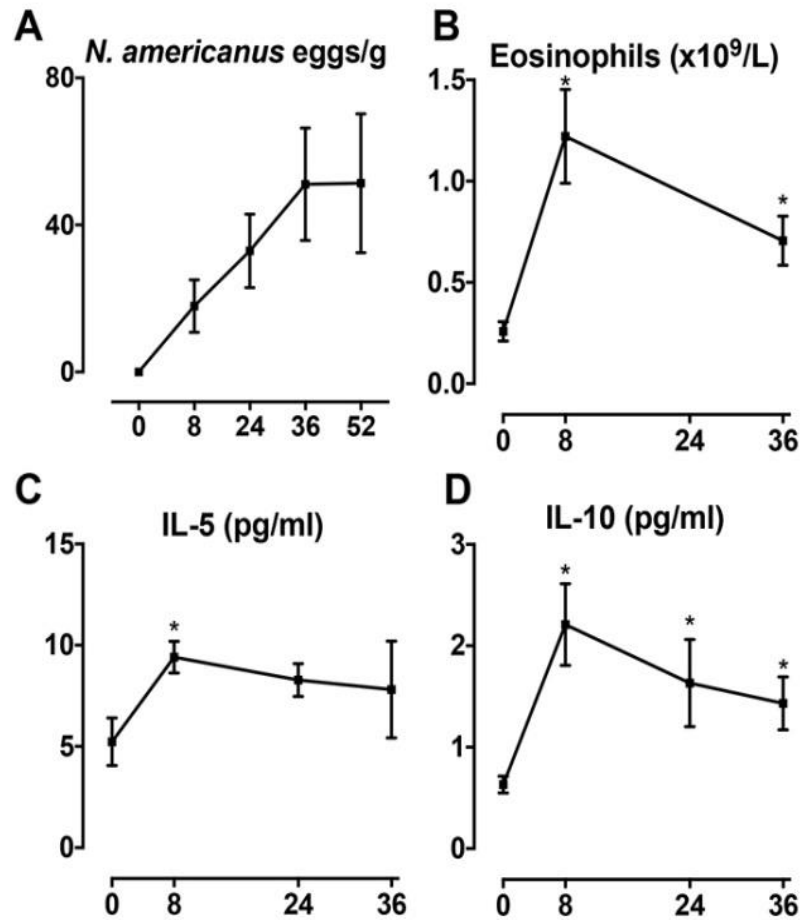 A
N. americanus eggs/g
80
40
0
0 8 24 36 52
B
Eosinophils (x10⁹/L)
1.5
1.0
0.5
0.0
* *
0 8 24 36
C
IL-5 (pg/ml)
15
10
5
0
*
0 8 24 36
D
IL-10 (pg/ml)
3
2
1
0
* * *
0 8 24 36